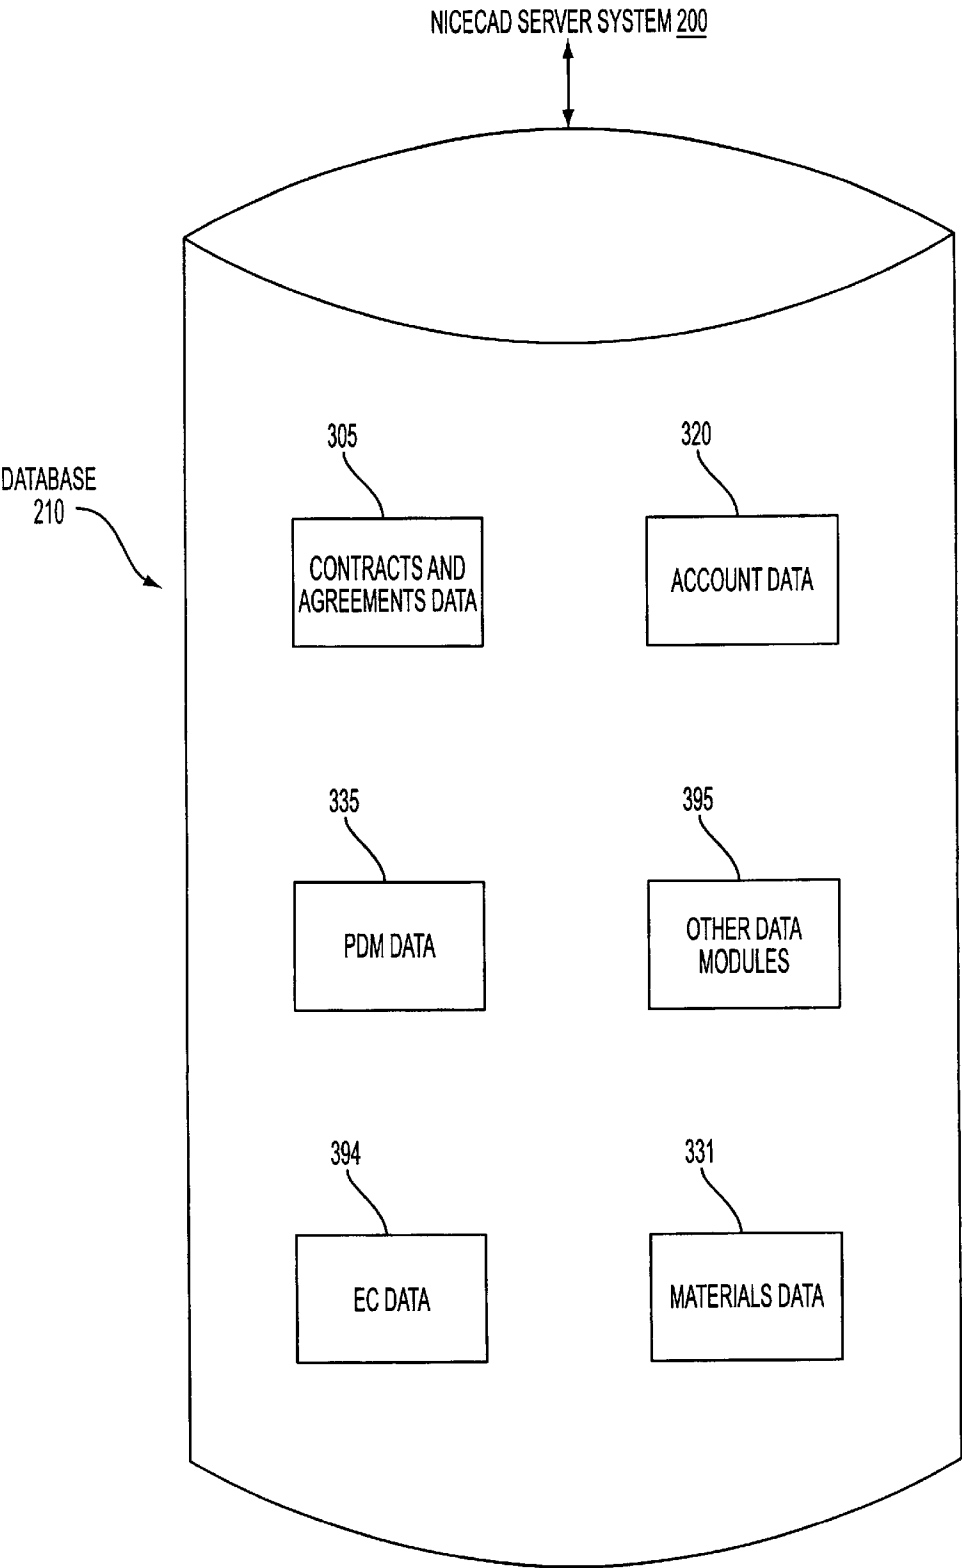 NICECAD SERVER SYSTEM 200
305
320
DATABASE
210
CONTRACTS AND
AGREEMENTS DATA
ACCOUNT DATA
335
395
PDM DATA
OTHER DATA
MODULES
394
331
EC DATA
MATERIALS DATA